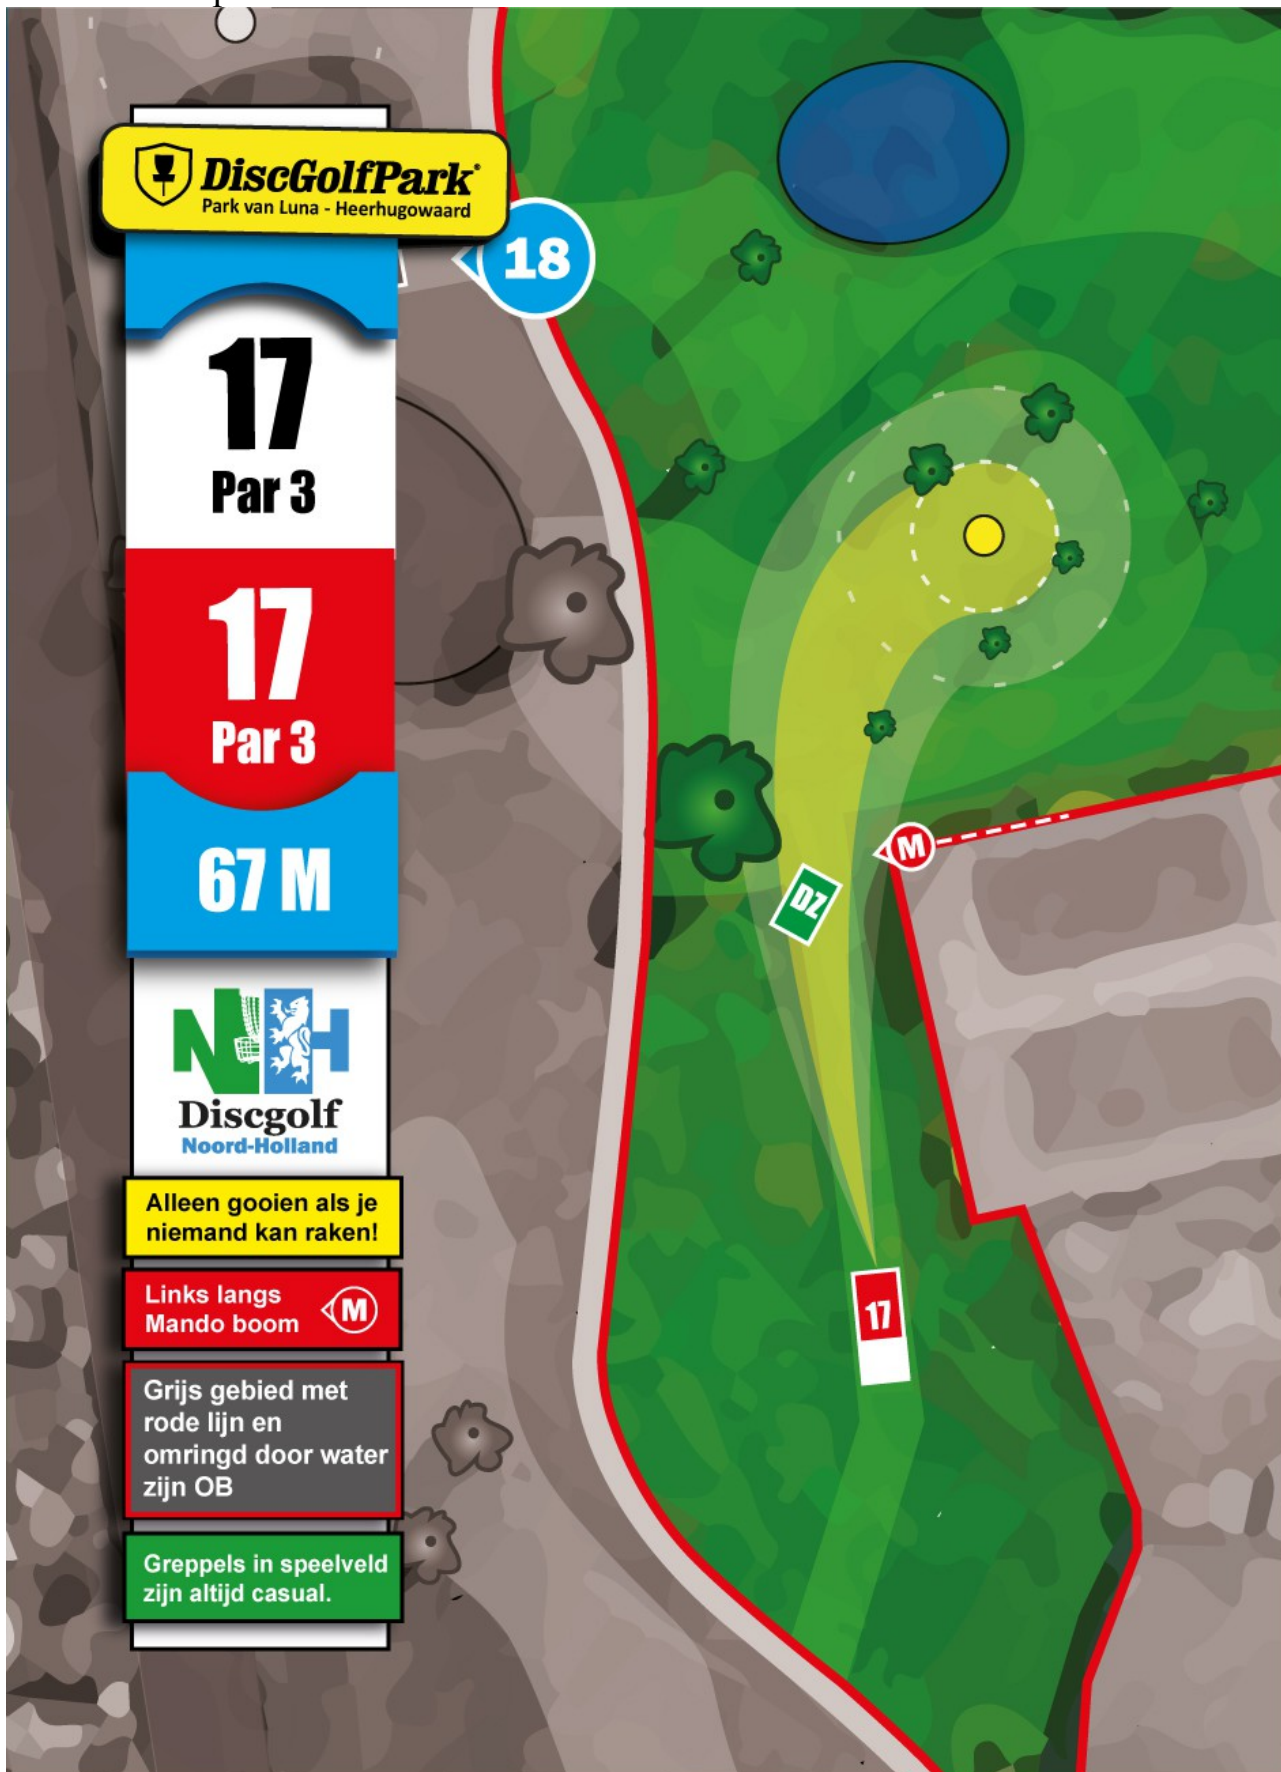 DiscGolfPark®
Park van Luna - Heerhugowaard
18
17
Par 3
17
Par 3
67 M
NH
Discgolf
Noord-Holland
Alleen gooien als je
niemand kan raken!
Links langs
Mando boom M
Grijs gebied met
rode lijn en
omringd door water
zijn OB
Greppels in speelveld
zijn altijd casual.
M
DZ
17